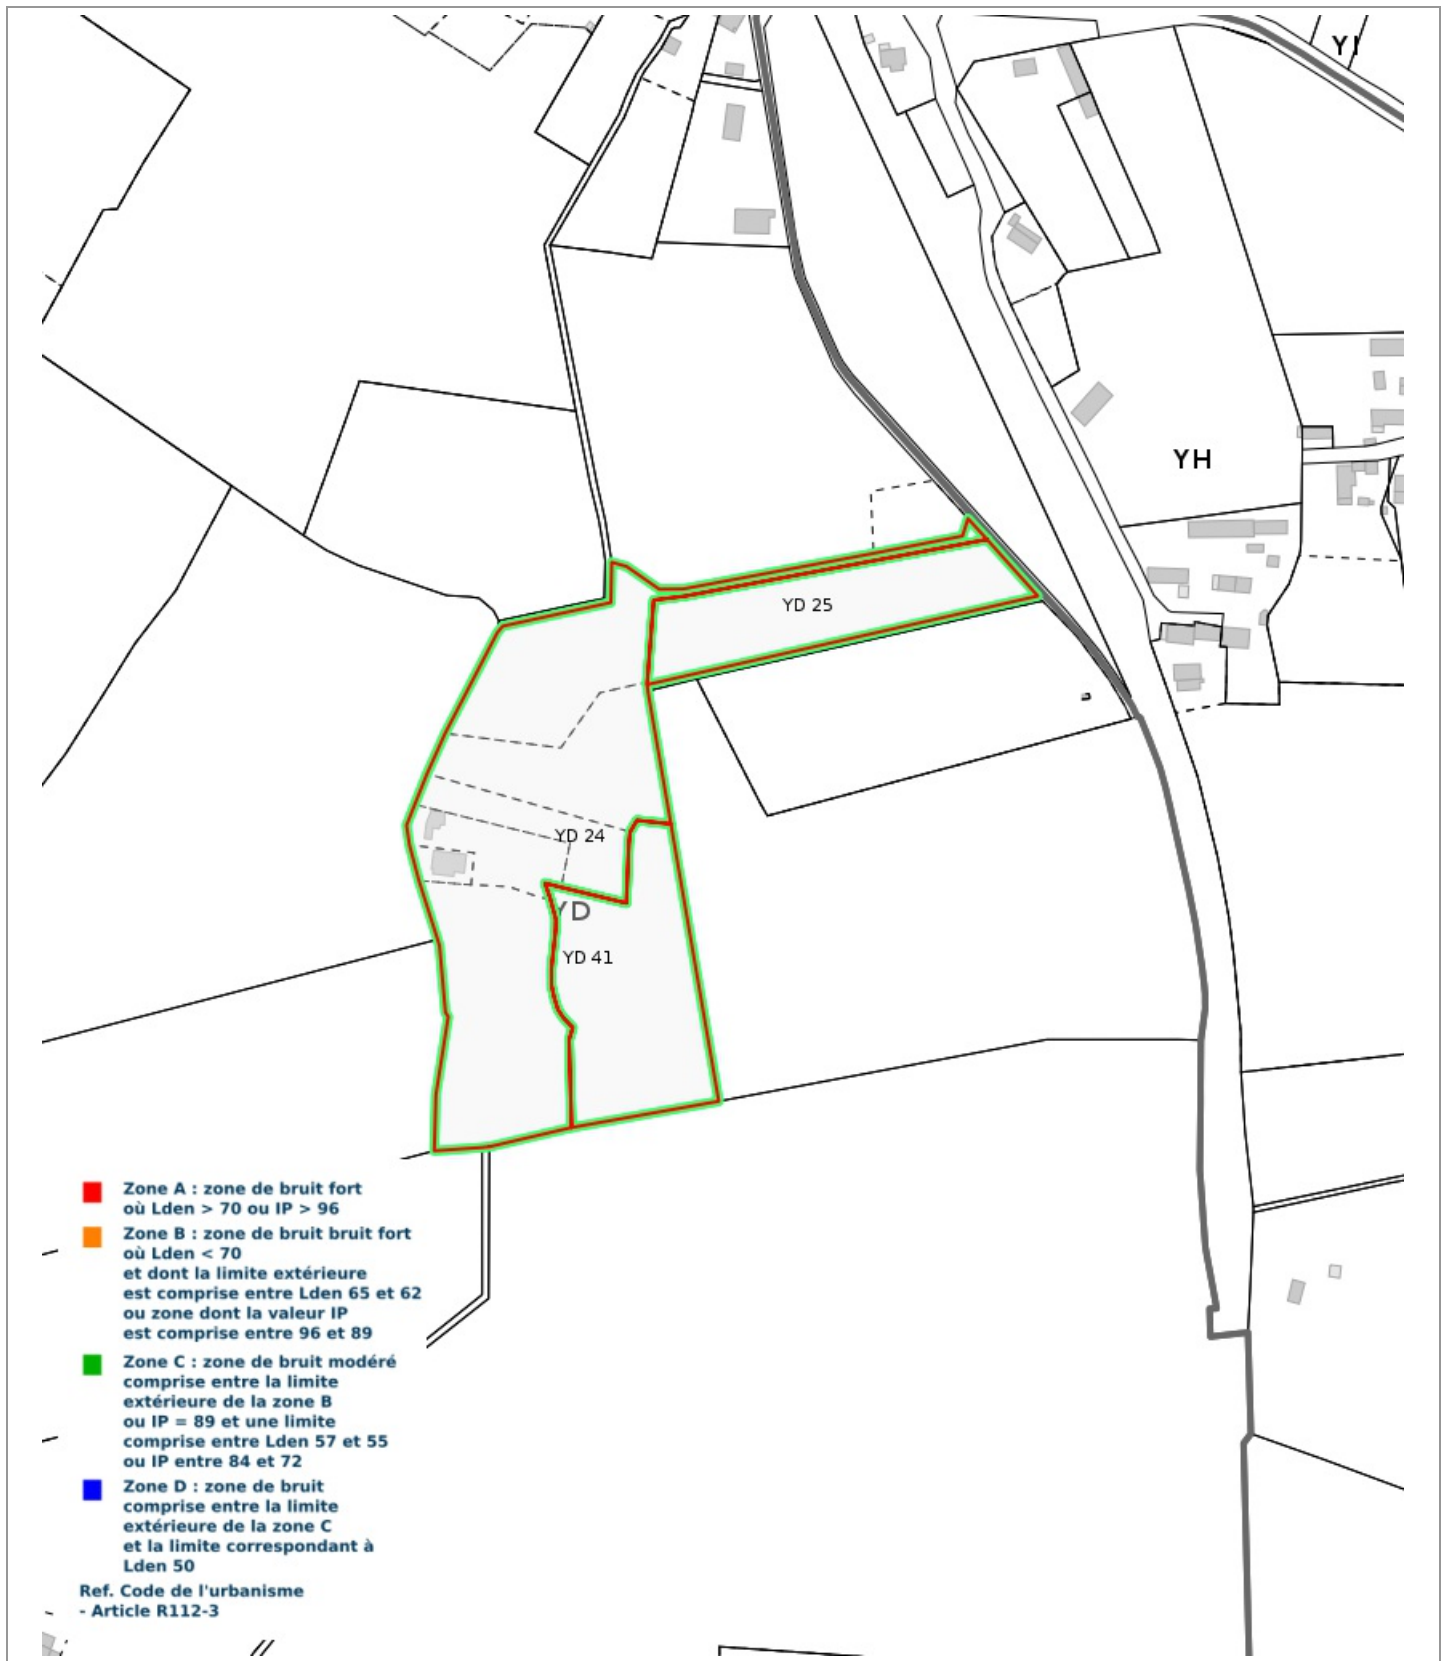 YI
YH
YD 25
YD 24
YD
YD 41
Zone A : zone de bruit fort
où Lden > 70 ou IP > 96
Zone B : zone de bruit bruit fort
où Lden < 70
et dont la limite extérieure
est comprise entre Lden 65 et 62
ou zone dont la valeur IP
est comprise entre 96 et 89
Zone C : zone de bruit modéré
comprise entre la limite
extérieure de la zone B
ou IP = 89 et une limite
comprise entre Lden 57 et 55
ou IP entre 84 et 72
Zone D : zone de bruit
comprise entre la limite
extérieure de la zone C
et la limite correspondant à
Lden 50
Ref. Code de l'urbanisme
- Article R112-3